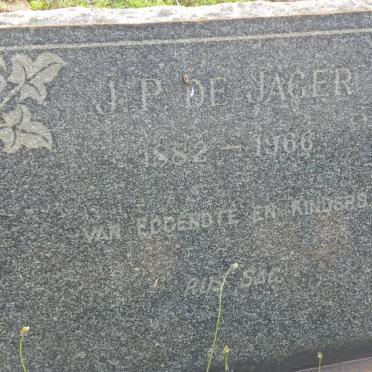 J. P. DE JAGER
1882 – 1966
VAN EGGENOTE EN KINDERS
RUS SAG